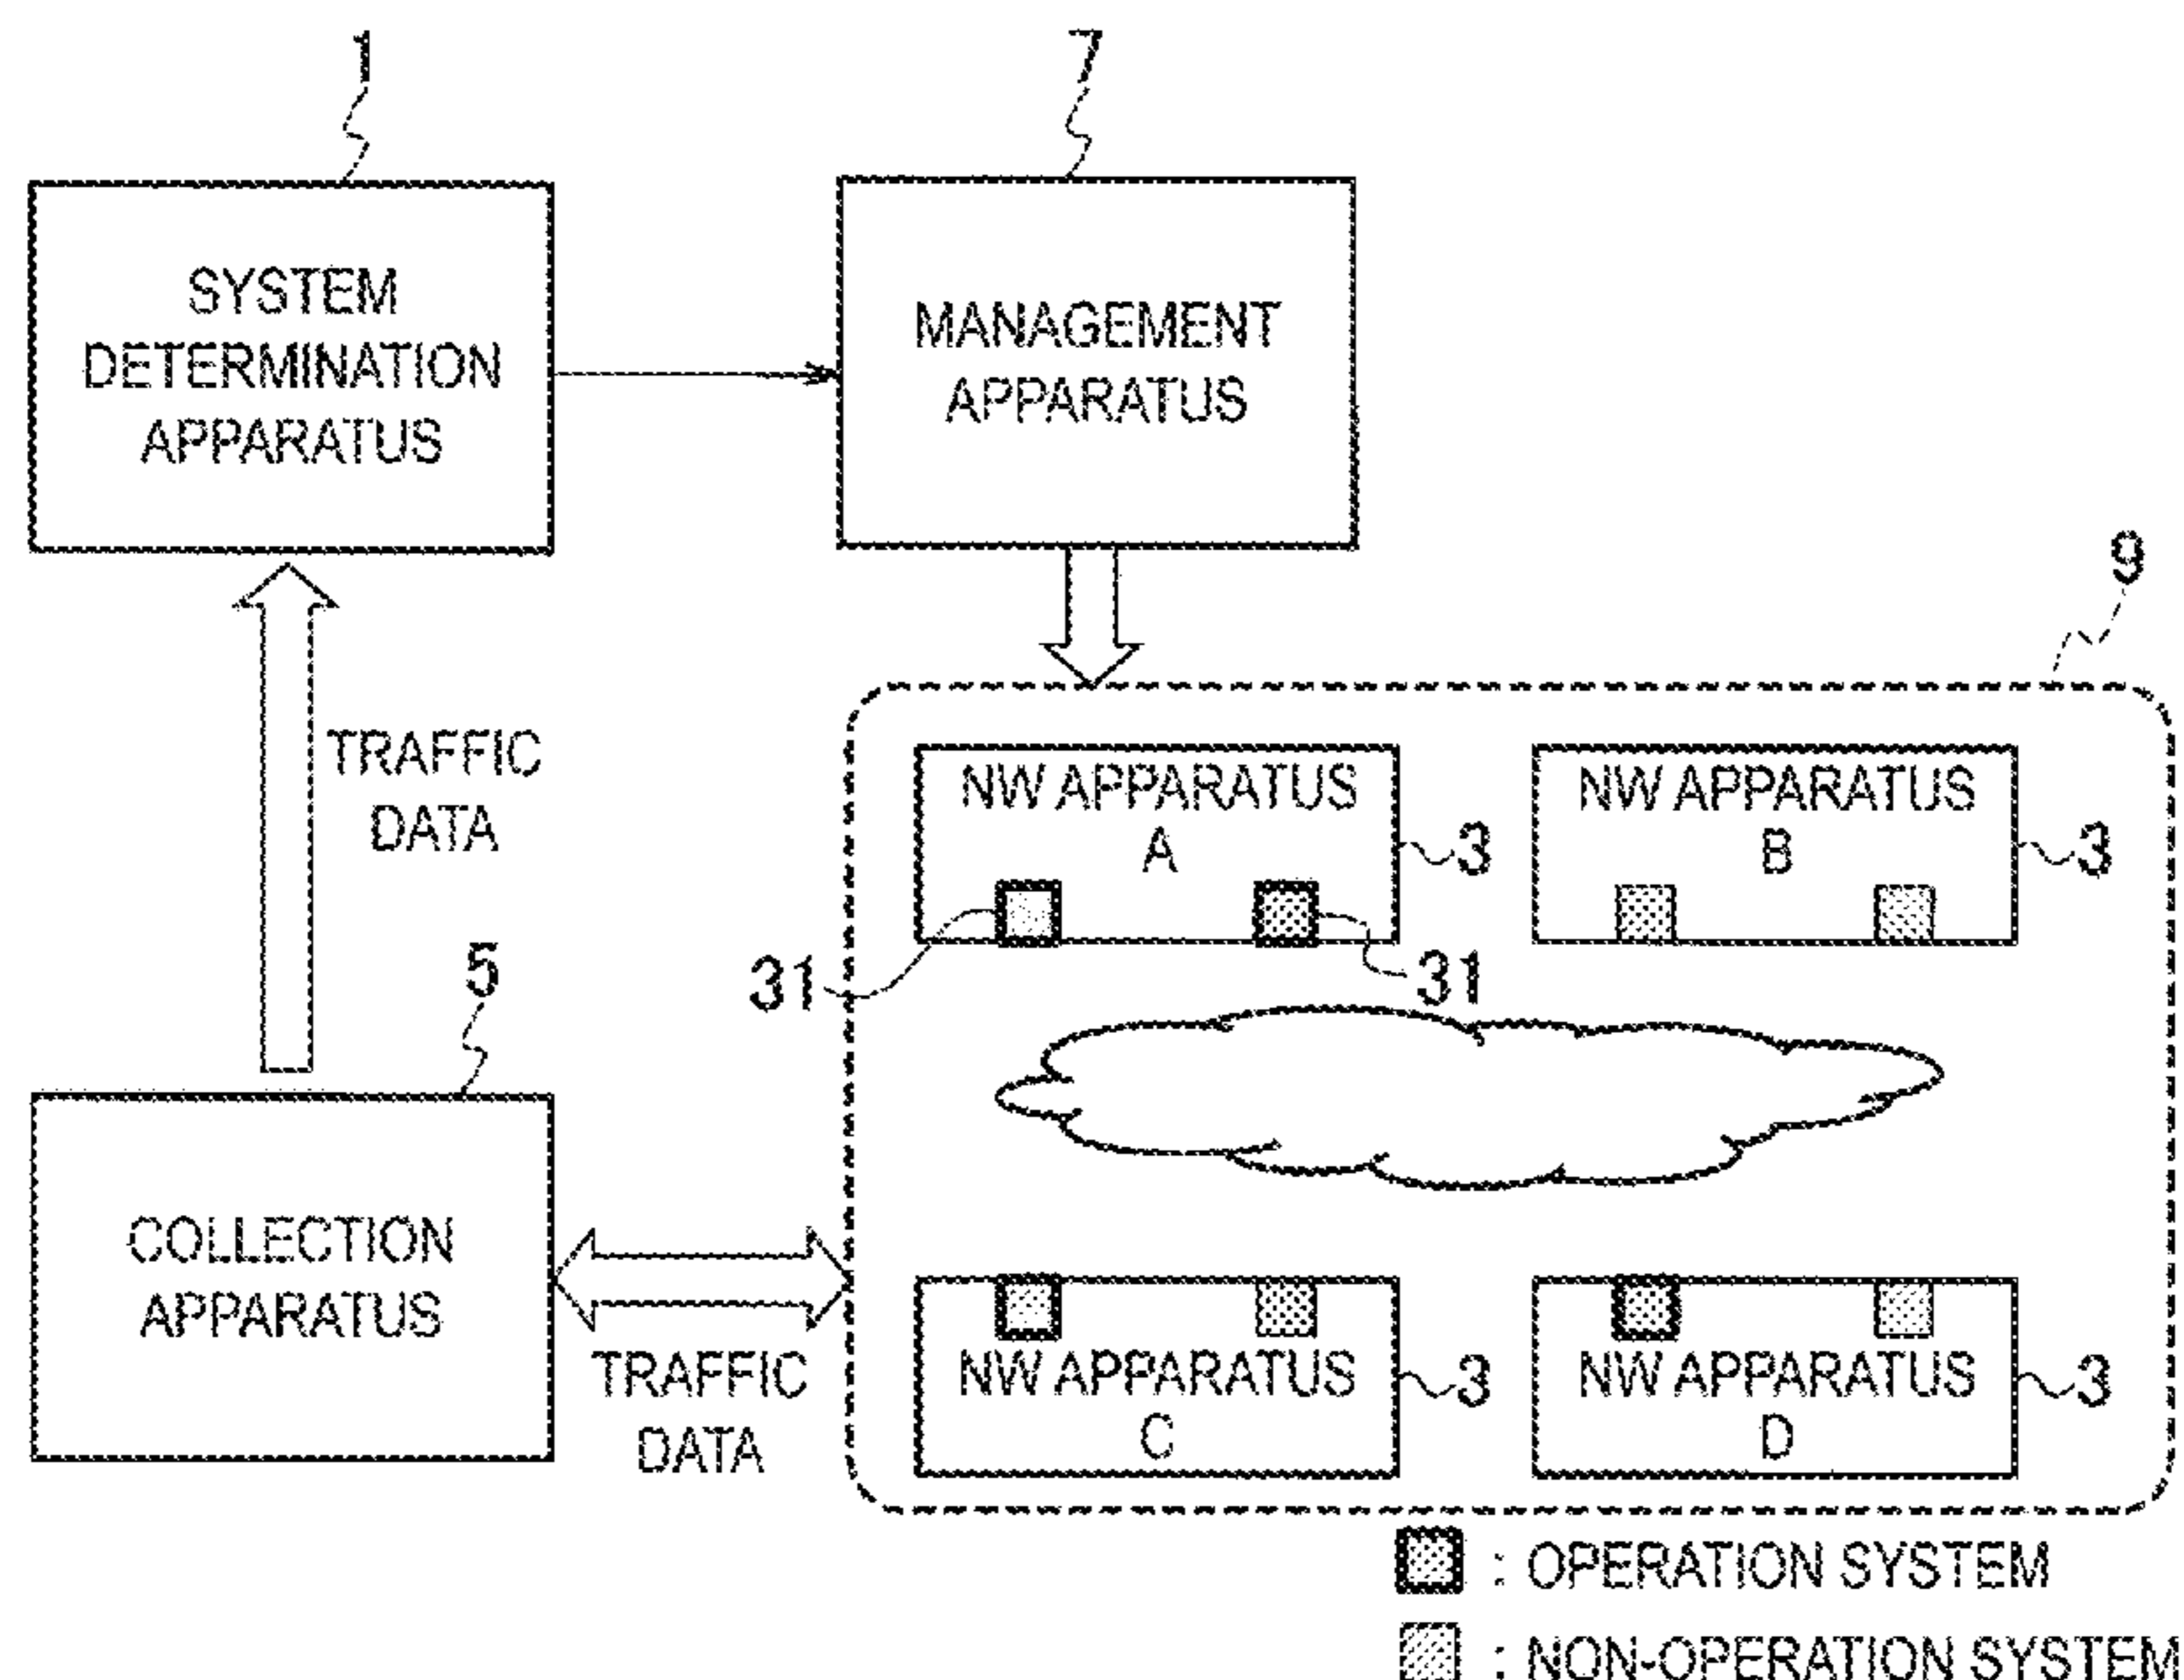 1
7
SYSTEM
DETERMINATION
APPARATUS
MANAGEMENT
APPARATUS
9
TRAFFIC
DATA
NW APPARATUS
A
3
NW APPARATUS
B
3
31
31
5
COLLECTION
APPARATUS
TRAFFIC
DATA
NW APPARATUS
C
3
NW APPARATUS
D
3
: OPERATION SYSTEM
: NON-OPERATION SYSTEM